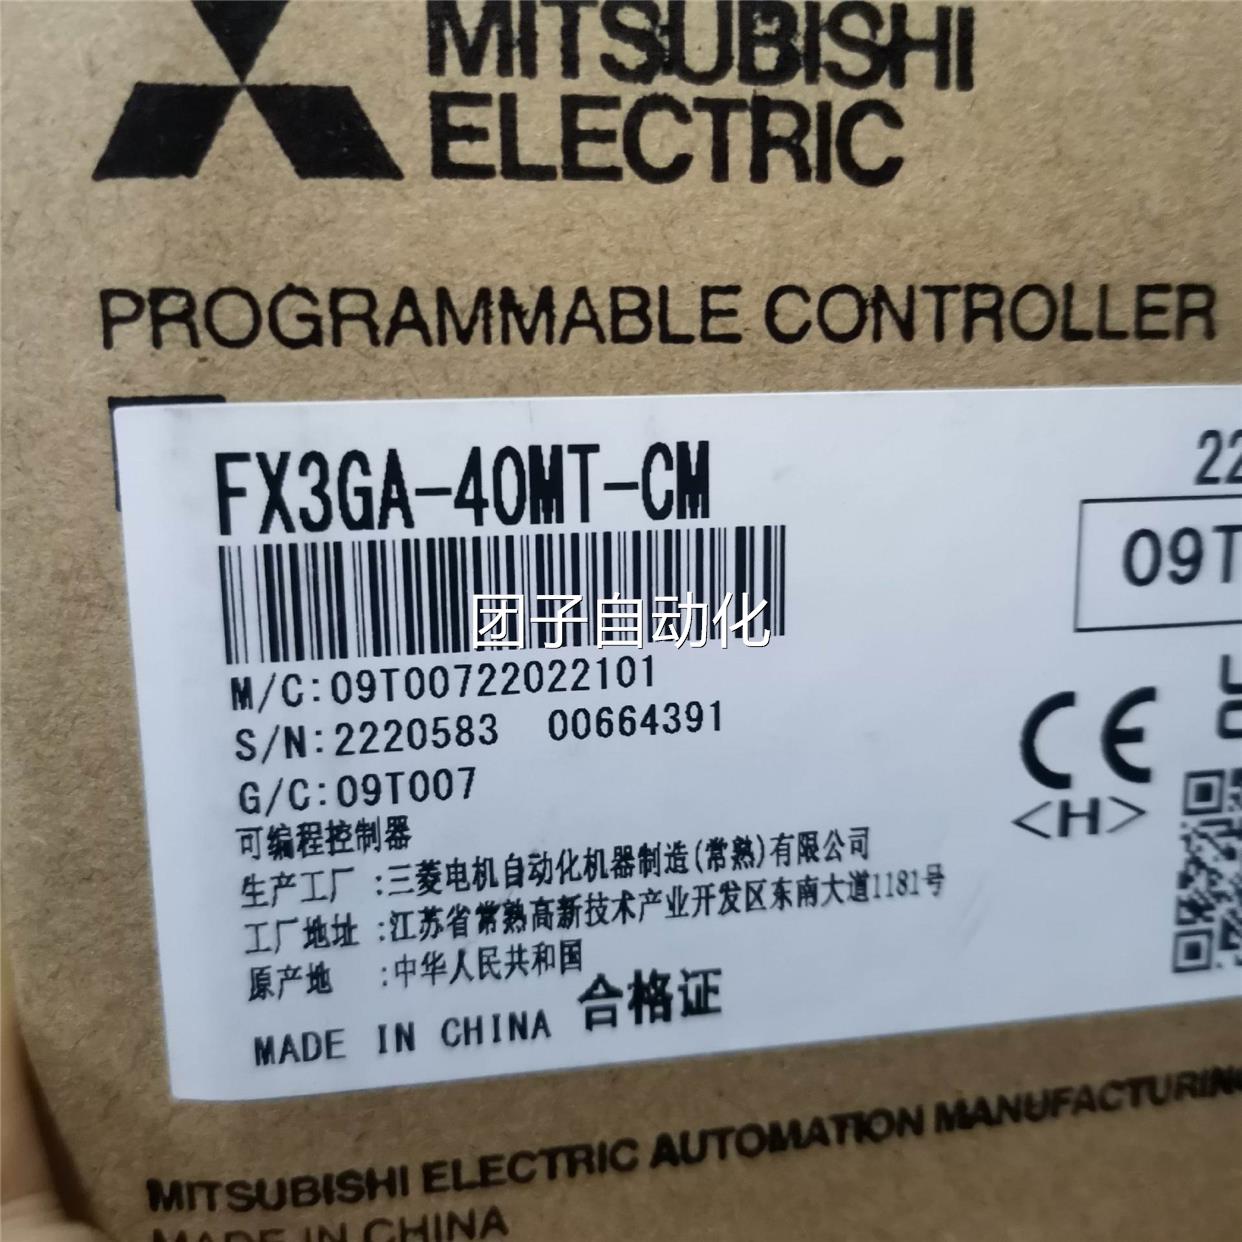 MITSUBISHI
ELECTRIC
PROGRAMMABLE CONTROLLER
FX3GA-40MT-CM
22
09T
团子自动化
M/C:09T00722022101
S/N:2220583 00664391
G/C:09T007
CE
<H>
可编程控制器
生产工厂 :三菱电机自动化机器制造(常熟)有限公司
工厂地址 :江苏省常熟高新技术产业开发区东南大道1181号
原产地 :中华人民共和国
MADE IN CHINA 合格证
MITSUBISHI ELECTRIC AUTOMATION MANUFACTURING
MADE IN CHINA